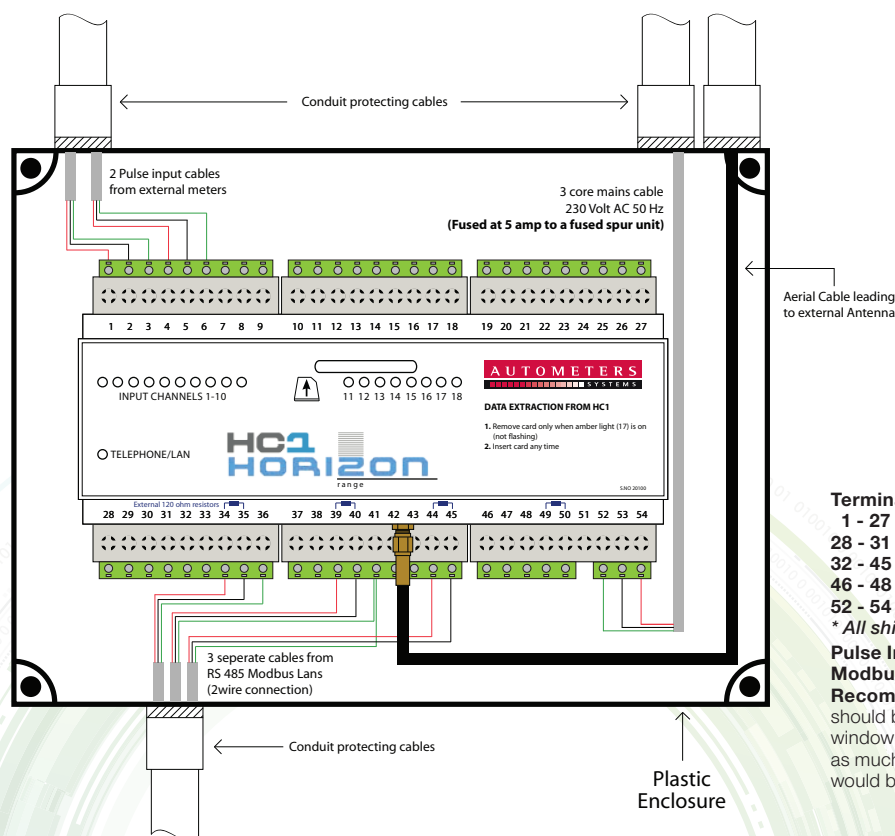 Conduit protecting cables
2 Pulse input cables
from external meters
3 core mains cable
230 Volt AC 50 Hz
(Fused at 5 amp to a fused spur unit)
Aerial Cable leading
to external Antenna
1 2 3 4 5 6 7 8 9 10 11 12 13 14 15 16 17 18 19 20 21 22 23 24 25 26 27
INPUT CHANNELS 1-10
11 12 13 14 15 16 17 18
AUTOMETERS
SYSTEMS
DATA EXTRACTION FROM HC1
1. Remove card only when amber light (17) is on
(not flashing)
2. Insert card any time
TELEPHONE/LAN
HC1
HORIZON
range
S.NO 20100
External 120 ohm resistors
28 29 30 31 32 33 34 35 36 37 38 39 40 41 42 43 44 45 46 47 48 49 50 51 52 53 54
3 seperate cables from
RS 485 Modbus Lans
(2wire connection)
Conduit protecting cables
Plastic
Enclosure
Termin
1 - 27
28 - 31
32 - 45
46 - 48
52 - 54
* All shi
Pulse In
Modbu
Recom
should b
window
as much
would b